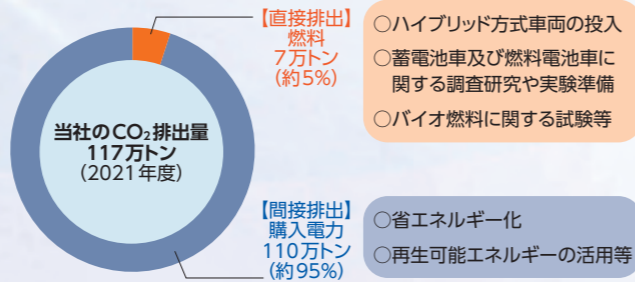 当社のCO₂排出量
117万トン
(2021年度)
【直接排出】
燃料
7万トン
(約5%)
○ハイブリッド方式車両の投入
○蓄電池車及び燃料電池車に
関する調査研究や実験準備
○バイオ燃料に関する試験等
【間接排出】
購入電力
110万トン
(約95%)
○省エネルギー化
○再生可能エネルギーの活用等